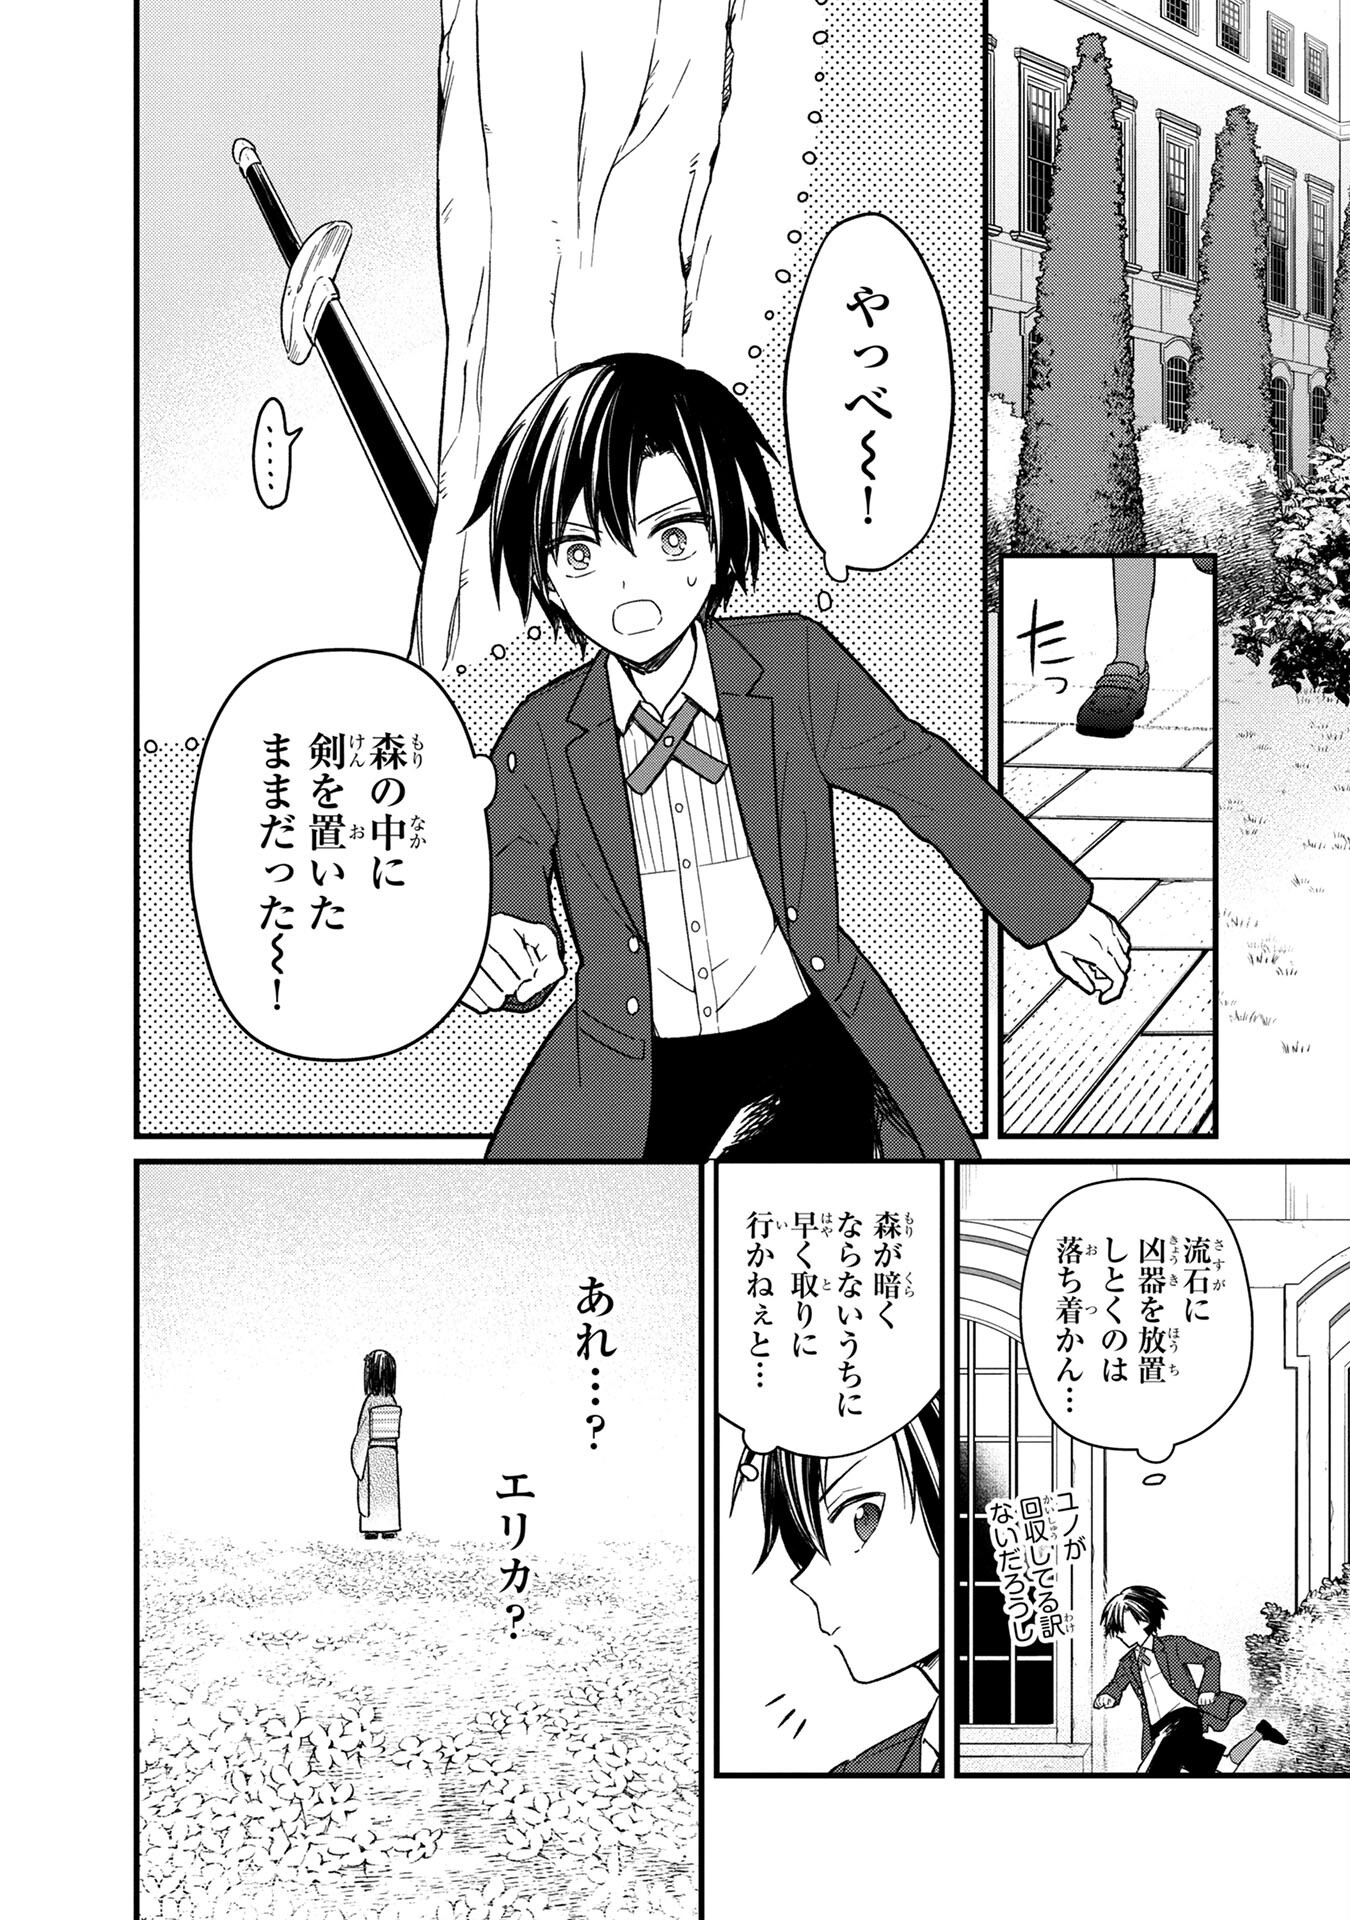 たっ
やっべ〜！
森の中に
剣を置いた
ままだった〜！
……
流石に
凶器を放置
しとくのは
落ち着かん…
ユノが
回収してる訳
ないだろうし
森が暗く
ならないうちに
早く取りに
行かねぇと…
あれ…？
エリカ？